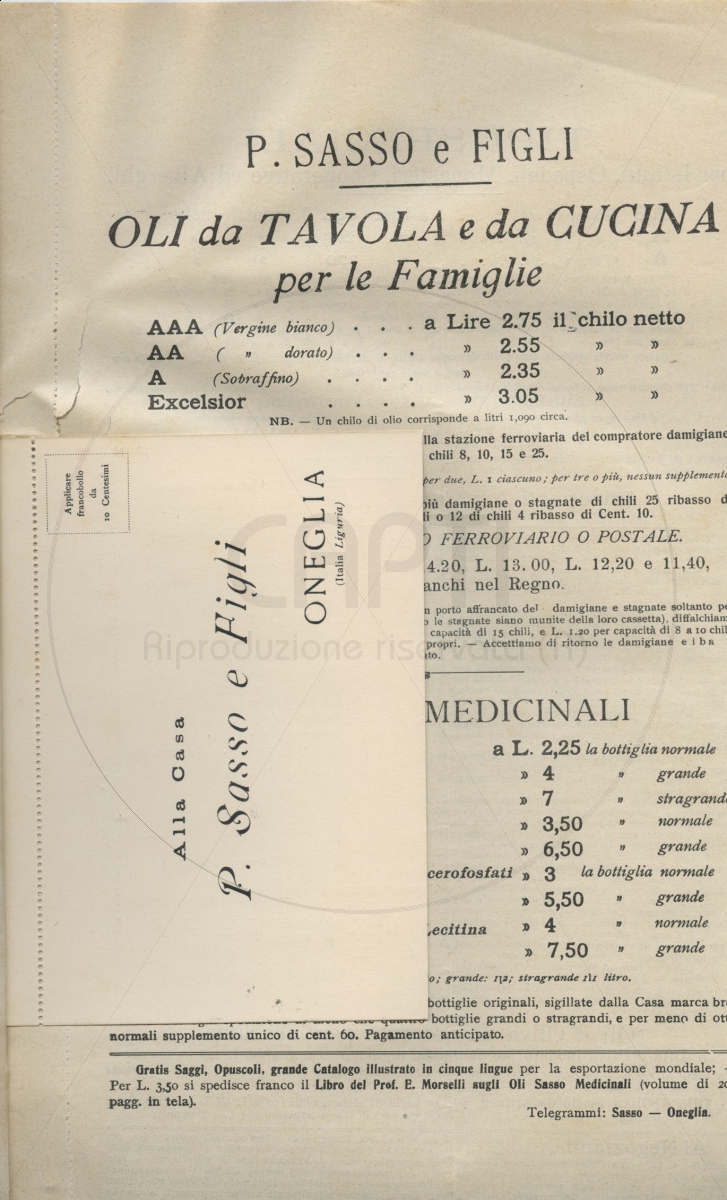 P. SASSO e FIGLI
OLI da TAVOLA e da CUCINA
per le Famiglie
AAA (Vergine bianco) . . . a Lire 2.75 il chilo netto
AA ( " dorato) . . . » 2.55 » »
A (Sobraffino) . . . . » 2.35 » »
Excelsior . . . . » 3.05 » »
NB. — Un chilo di olio corrisponde a litri 1,090 circa.
lla stazione ferroviaria del compratore damigiane
chili 8, 10, 15 e 25.
per due, L. 1 ciascuno; per tre o più, nessun supplemento
più damigiane o stagnate di chili 25 ribasso d
li o 12 di chili 4 ribasso di Cent. 10.
O FERROVIARIO O POSTALE.
4.20, L. 13.00, L. 12,20 e 11,40,
anchi nel Regno.
n porto affrancato del damigiane e stagnate soltanto pe
o le stagnate siano munite della loro cassetta), diffalchiam
capacità di 15 chili, e L. 1.20 per capacità di 8 a 10 chil
propri. — Accettiamo di ritorno le damigiane e i b a
ito.
MEDICINALI
a L. 2,25 la bottiglia normale
» 4 " grande
» 7 " stragrande
» 3,50 " normale
» 6,50 " grande
cerofosfati » 3 la bottiglia normale
» 5,50 " grande
Lecitina » 4 " normale
» 7,50 " grande
o; grande: 1|2; stragrande 1|1 litro.
bottiglie originali, sigillate dalla Casa marca bre
bottiglie grandi o stragrandi, e per meno di ott
normali supplemento unico di cent. 60. Pagamento anticipato.
Gratis Saggi, Opuscoli, grande Catalogo illustrato in cinque lingue per la esportazione mondiale; -
Per L. 3,50 si spedisce franco il Libro del Prof. E. Morselli sugli Oli Sasso Medicinali (volume di 20
pagg. in tela).
Telegrammi: Sasso — Oneglia.
Applicare
francobollo
da
10 Centesimi
Alla Casa
P. Sasso e Figli
ONEGLIA
(Italia Liguria)
Riproduzione riservata